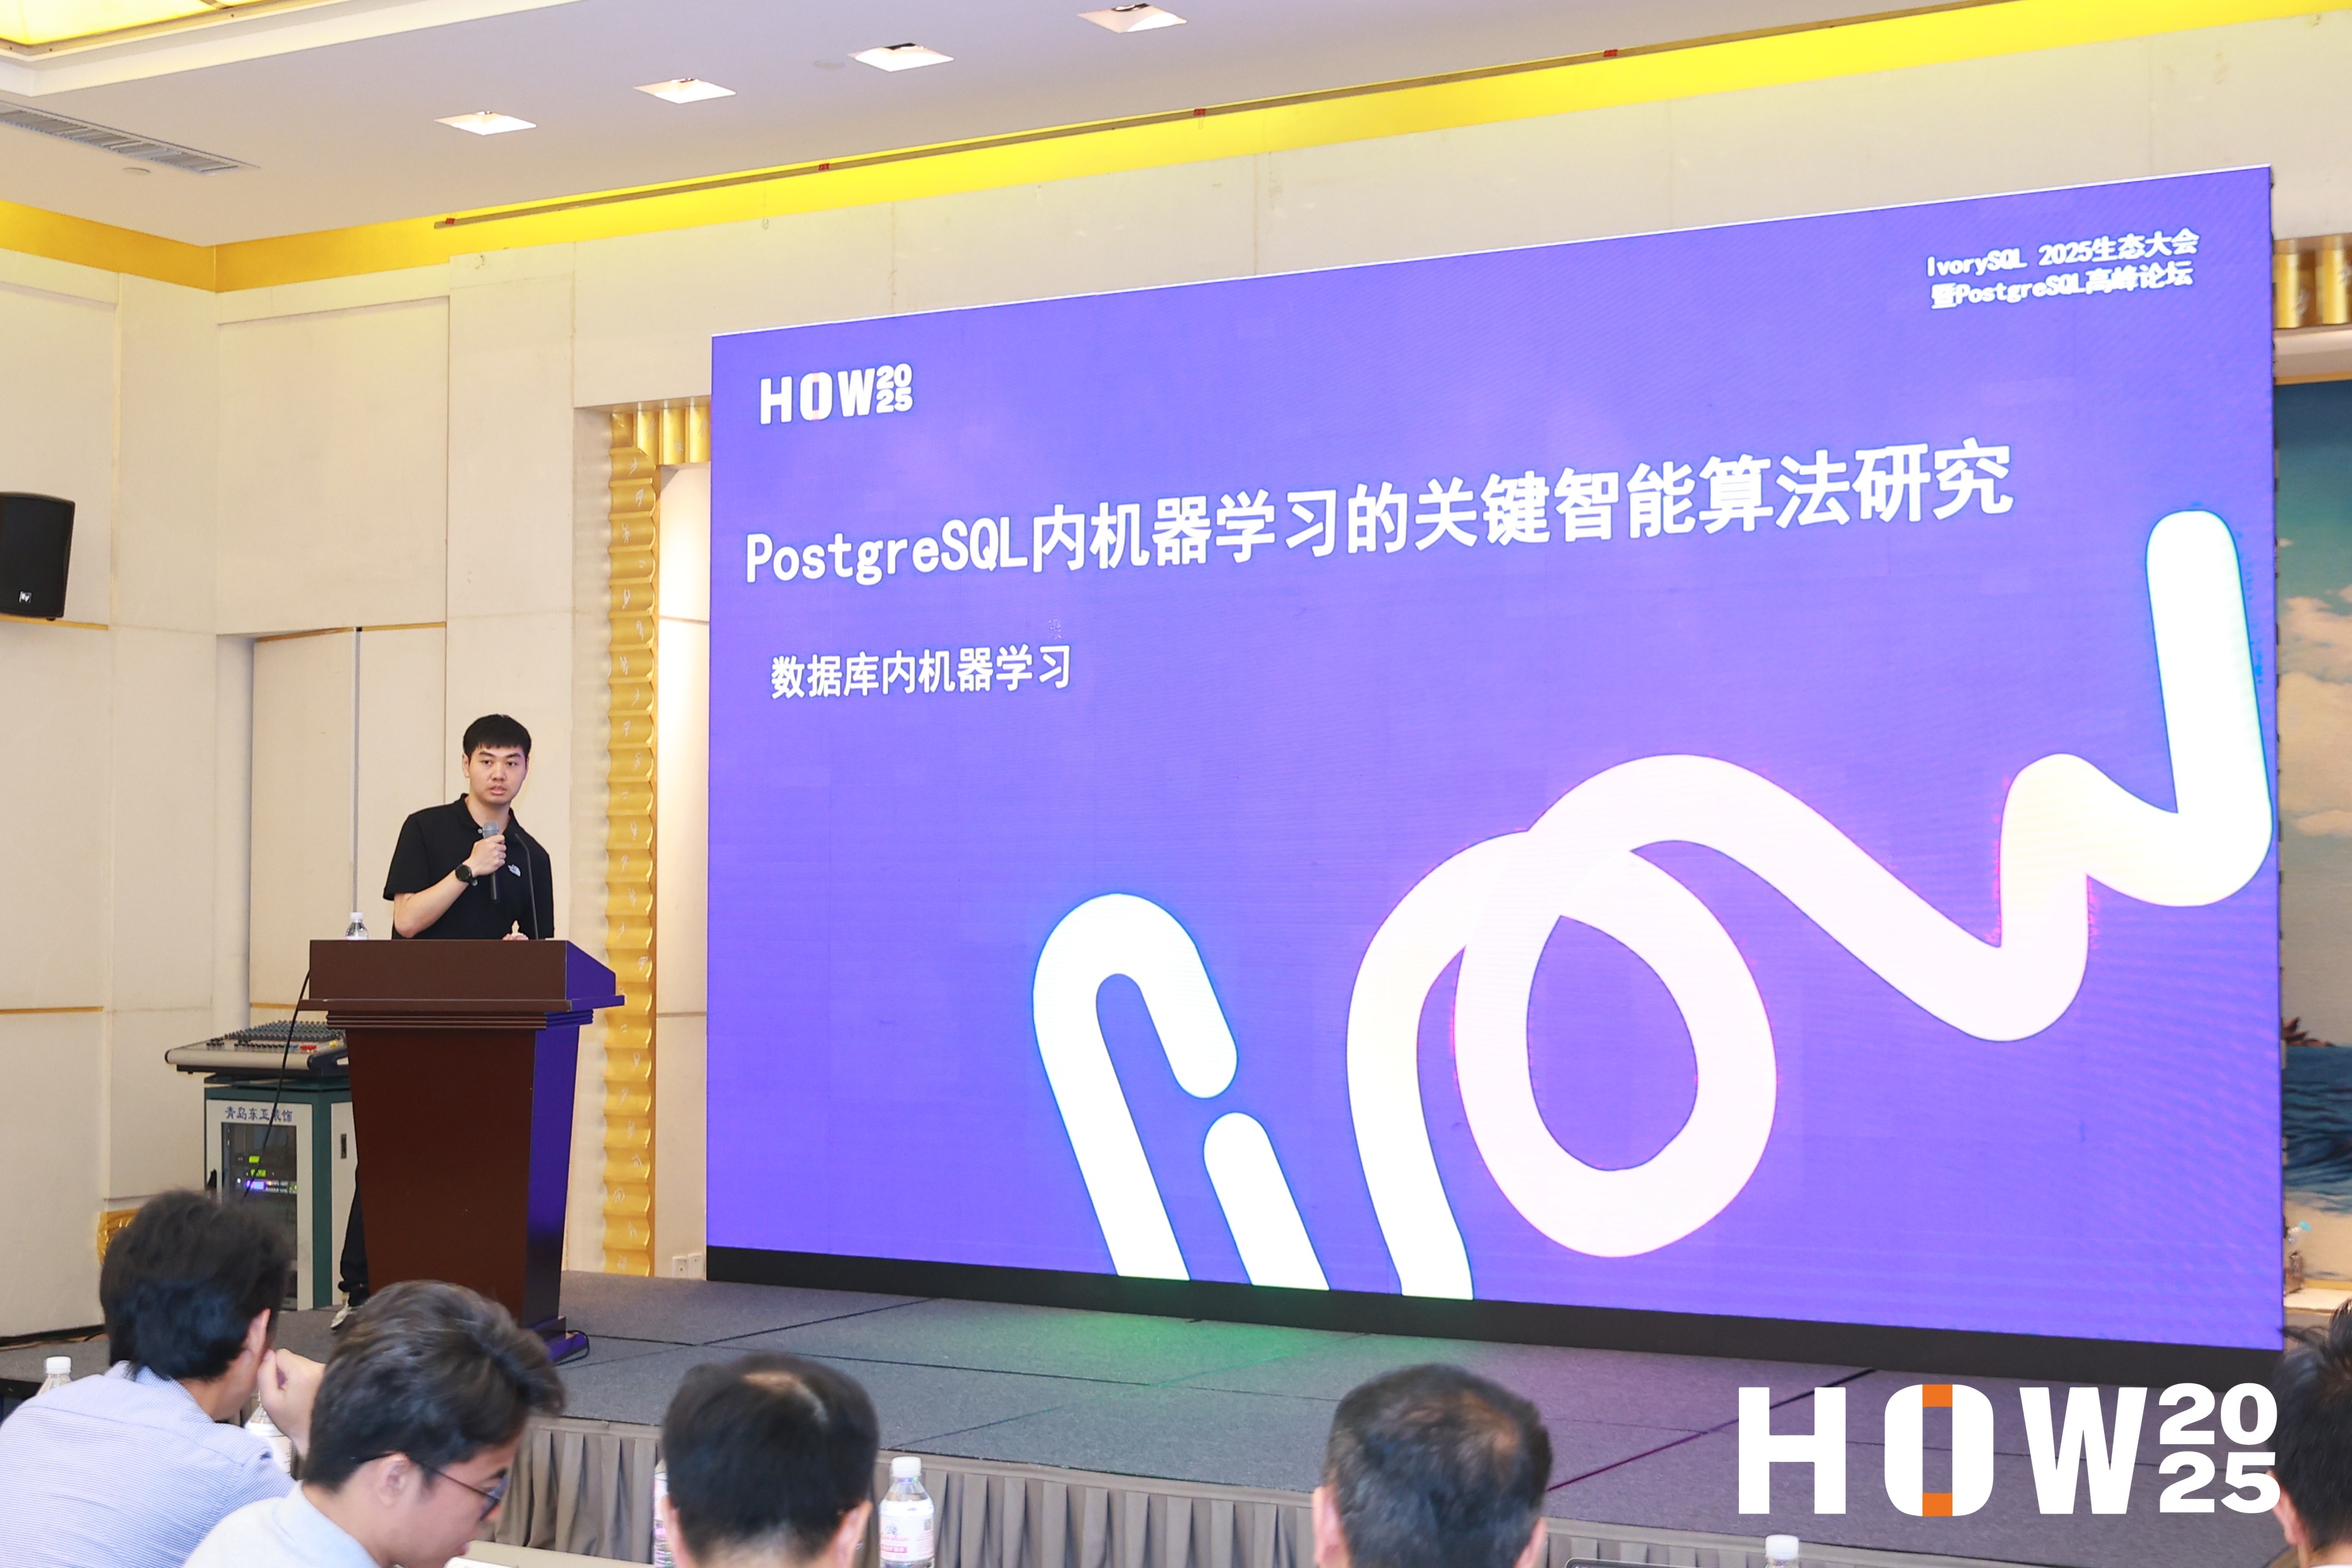 IvorySQL 2025生态大会
暨PostgreSQL高峰论坛
HOW2025
PostgreSQL内机器学习的关键智能算法研究
数据库内机器学习
青岛东亚装饰
HOW2025